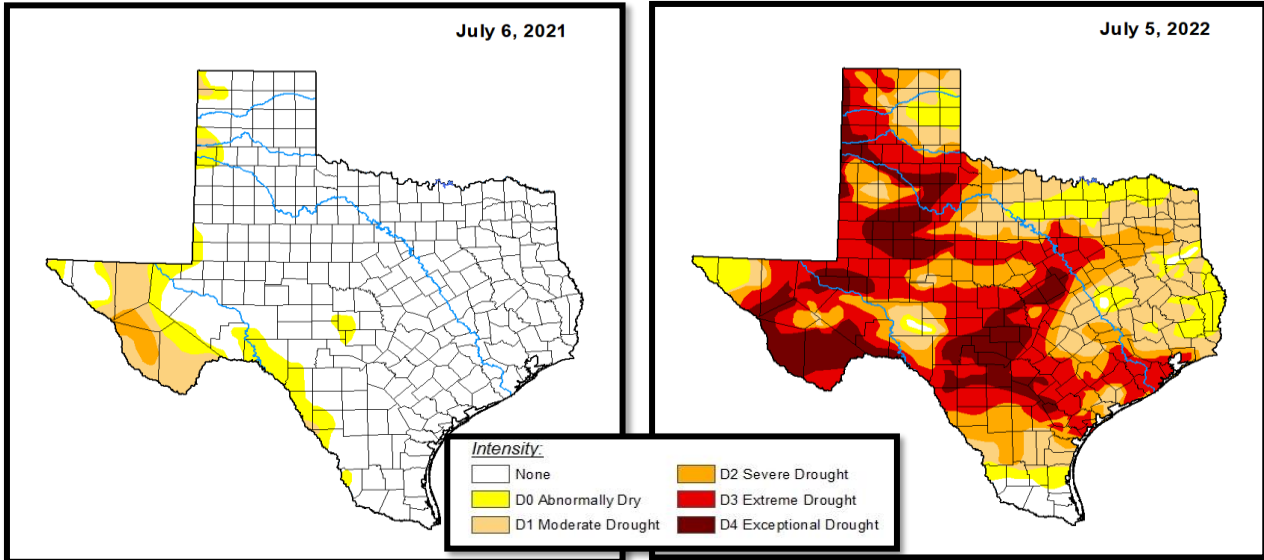 July 6, 2021
July 5, 2022
Intensity:
None
D0 Abnormally Dry
D1 Moderate Drought
D2 Severe Drought
D3 Extreme Drought
D4 Exceptional Drought